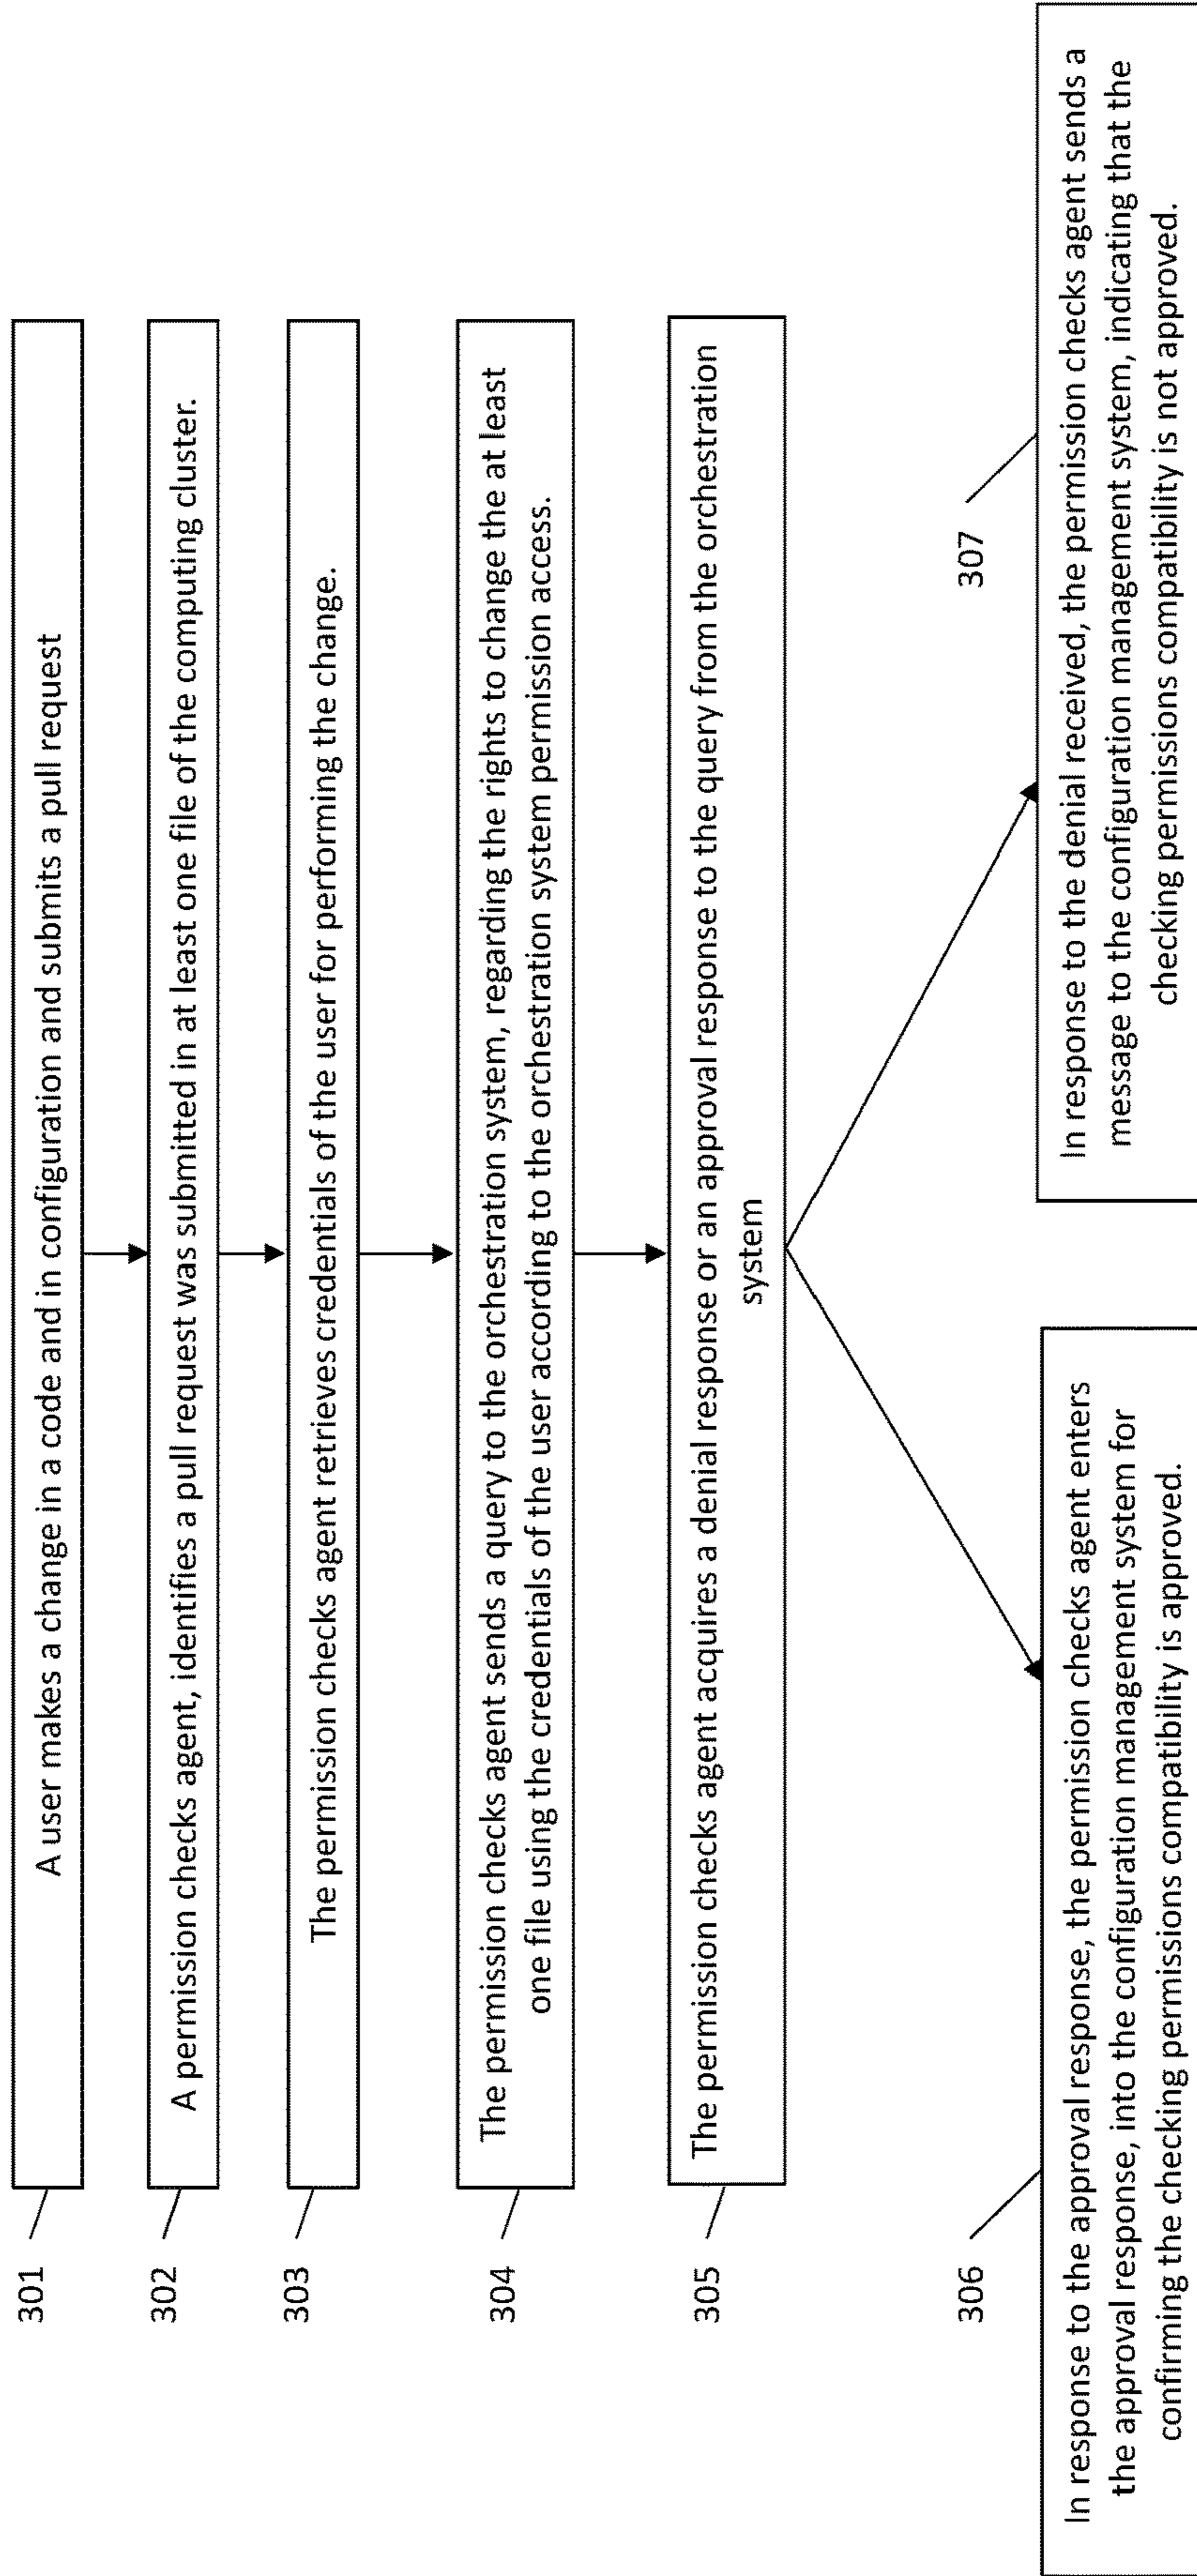 301
A user makes a change in a code and in configuration and submits a pull request
302
A permission checks agent, identifies a pull request was submitted in at least one file of the computing cluster.
303
The permission checks agent retrieves credentials of the user for performing the change.
304
The permission checks agent sends a query to the orchestration system, regarding the rights to change the at least
one file using the credentials of the user according to the orchestration system permission access.
305
The permission checks agent acquires a denial response or an approval response to the query from the orchestration
system
306
In response to the approval response, the permission checks agent enters
the approval response, into the configuration management system for
confirming the checking permissions compatibility is approved.
307
In response to the denial received, the permission checks agent sends a
message to the configuration management system, indicating that the
checking permissions compatibility is not approved.